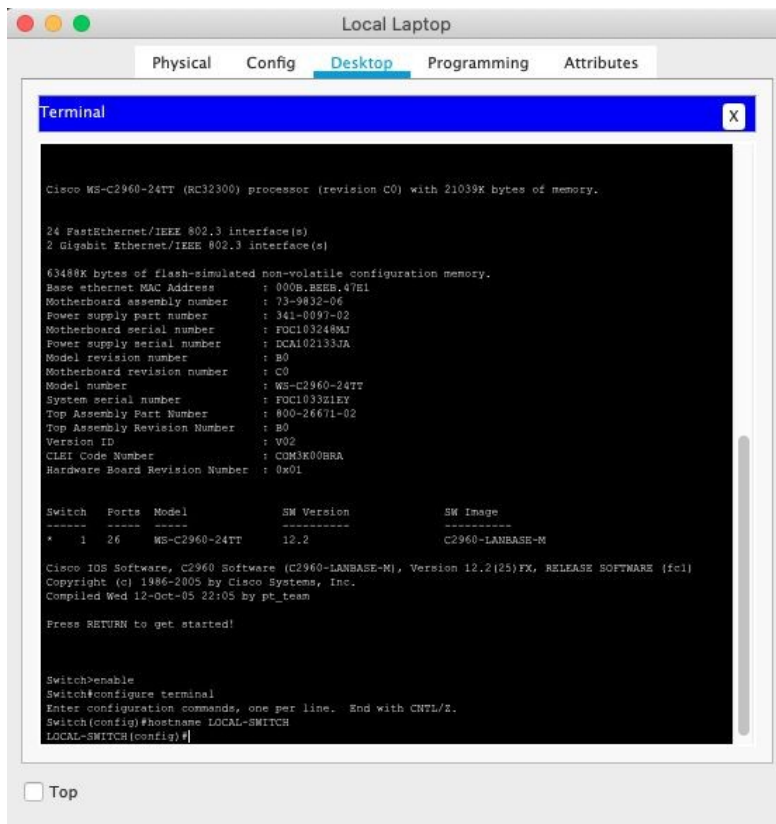 Local Laptop
Physical Config Desktop Programming Attributes
Terminal
X
Cisco WS-C2960-24TT (RC32300) processor (revision C0) with 21039K bytes of memory.
24 FastEthernet/IEEE 802.3 interface(s)
2 Gigabit Ethernet/IEEE 802.3 interface(s)
63488K bytes of flash-simulated non-volatile configuration memory.
Base ethernet MAC Address : 000B.BEEB.47E1
Motherboard assembly number : 73-9832-06
Power supply part number : 341-0097-02
Motherboard serial number : FOC103248MJ
Power supply serial number : DCA102133JA
Model revision number : B0
Motherboard revision number : C0
Model number : WS-C2960-24TT
System serial number : FOC1033Z1EY
Top Assembly Part Number : 800-26671-02
Top Assembly Revision Number : B0
Version ID : V02
CLEI Code Number : COM3K00BRA
Hardware Board Revision Number : 0x01
Switch Ports Model SW Version SW Image
------ ----- ----- ---------- ----------
* 1 26 WS-C2960-24TT 12.2 C2960-LANBASE-M
Cisco IOS Software, C2960 Software (C2960-LANBASE-M), Version 12.2(25)FX, RELEASE SOFTWARE (fc1)
Copyright (c) 1986-2005 by Cisco Systems, Inc.
Compiled Wed 12-Oct-05 22:05 by pt_team
Press RETURN to get started!
Switch>enable
Switch#configure terminal
Enter configuration commands, one per line. End with CNTL/Z.
Switch(config)#hostname LOCAL-SWITCH
LOCAL-SWITCH(config)#
Top